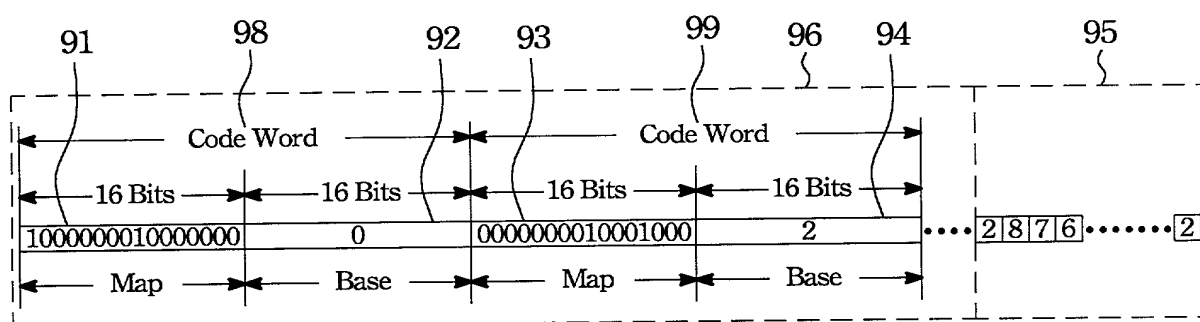 91 98 92 93 99 96 94 95
Code Word Code Word
16 Bits 16 Bits 16 Bits 16 Bits
1000000010000000 0 0000000010001000 2 2 8 7 6 2
Map Base Map Base